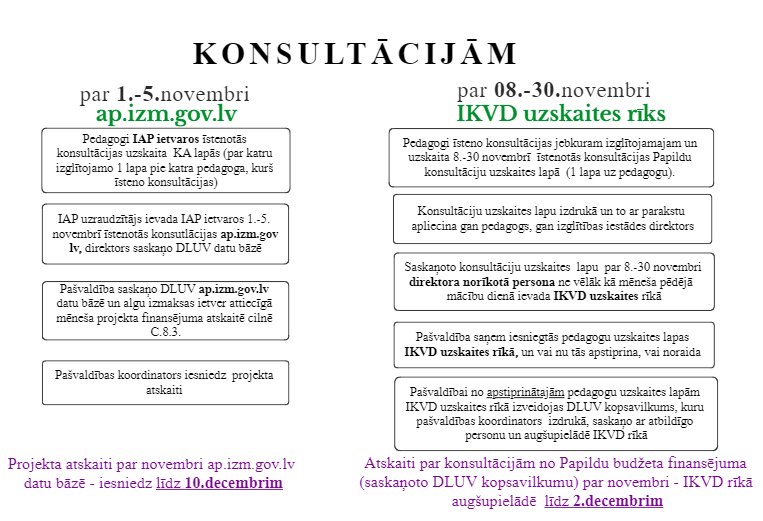 KONSULTĀCIJĀM
par 1.-5.novembri
ap.izm.gov.lv
Pedagogi IAP ietvaros īstenotās
konsultācijas uzskaita KA lapās (par katru
izglītojamo 1 lapa pie katra pedagoga, kurš
īsteno konsultācijas)
IAP uzraudzītājs ievada IAP ietvaros 1.-5.
novembrī īstenotās konsutlācijas ap.izm.gov
lv, direktors saskaņo DLUV datu bāzē
Pašvaldība saskaņo DLUV ap.izm.gov.lv
datu bāzē un algu izmaksas ietver attiecīgā
mēneša projekta finansējuma atskaitē cilnē
C.8.3.
Pašvaldības koordinators iesniedz projekta
atskaiti
Projekta atskaiti par novembri ap.izm.gov.lv
datu bāzē - iesniedz līdz 10.decembrim
par 08.-30.novembri
IKVD uzskaites rīks
Pedagogi īsteno konsultācijas jebkuram izglītojamajam un
uzskaita 8.-30 novembrī īstenotās konsultācijas Papildu
konsultāciju uzskaites lapā (1 lapa uz pedagogu).
Konsultāciju uzskaites lapu izdrukā un to ar parakstu
apliecina gan pedagogs, gan izglītības iestādes direktors
Saskaņoto konsultāciju uzskaites lapu par 8.-30 novembri
direktora norīkotā persona ne vēlāk kā mēneša pēdējā
mācību dienā ievada IKVD uzskaites rīkā
Pašvaldība saņem iesniegtās pedagogu uzskaites lapas
IKVD uzskaites rīkā, un vai nu tās apstiprina, vai noraida
Pašvaldībai no apstiprinātajām pedagogu uzskaites lapām
IKVD uzskaites rīkā izveidojas DLUV kopsavilkums, kuru
pašvaldības koordinators izdrukā, saskaņo ar atbildīgo
personu un augšupielādē IKVD rīkā
Atskaiti par konsultācijām no Papildu budžeta finansējuma
(saskaņoto DLUV kopsavilkumu) par novembri - IKVD rīkā
augšupielādē līdz 2.decembrim